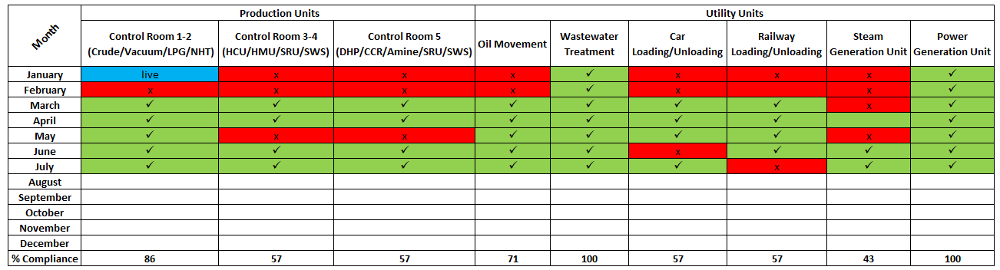 Month Production Units Utility Units
Control Room 1-2 Control Room 3-4 Control Room 5 Oil Movement Wastewater Car Railway Steam Power
(Crude/Vacuum/LPG/NHT) (HCU/HMU/SRU/SWS) (DHP/CCR/Amine/SRU/SWS) Treatment Loading/Unloading Loading/Unloading Generation Unit Generation Unit
January live x x x ✓ x x x ✓
February x x x x ✓ x x ✓
March ✓ ✓ ✓ ✓ ✓ ✓ ✓ x ✓
April ✓ ✓ ✓ ✓ ✓ ✓ ✓ ✓
May ✓ x x ✓ ✓ ✓ ✓ x ✓
June ✓ ✓ ✓ ✓ ✓ x ✓ ✓ ✓
July ✓ ✓ ✓ ✓ ✓ ✓ x ✓ ✓
August
September
October
November
December
% Compliance 86 57 57 71 100 57 57 43 100